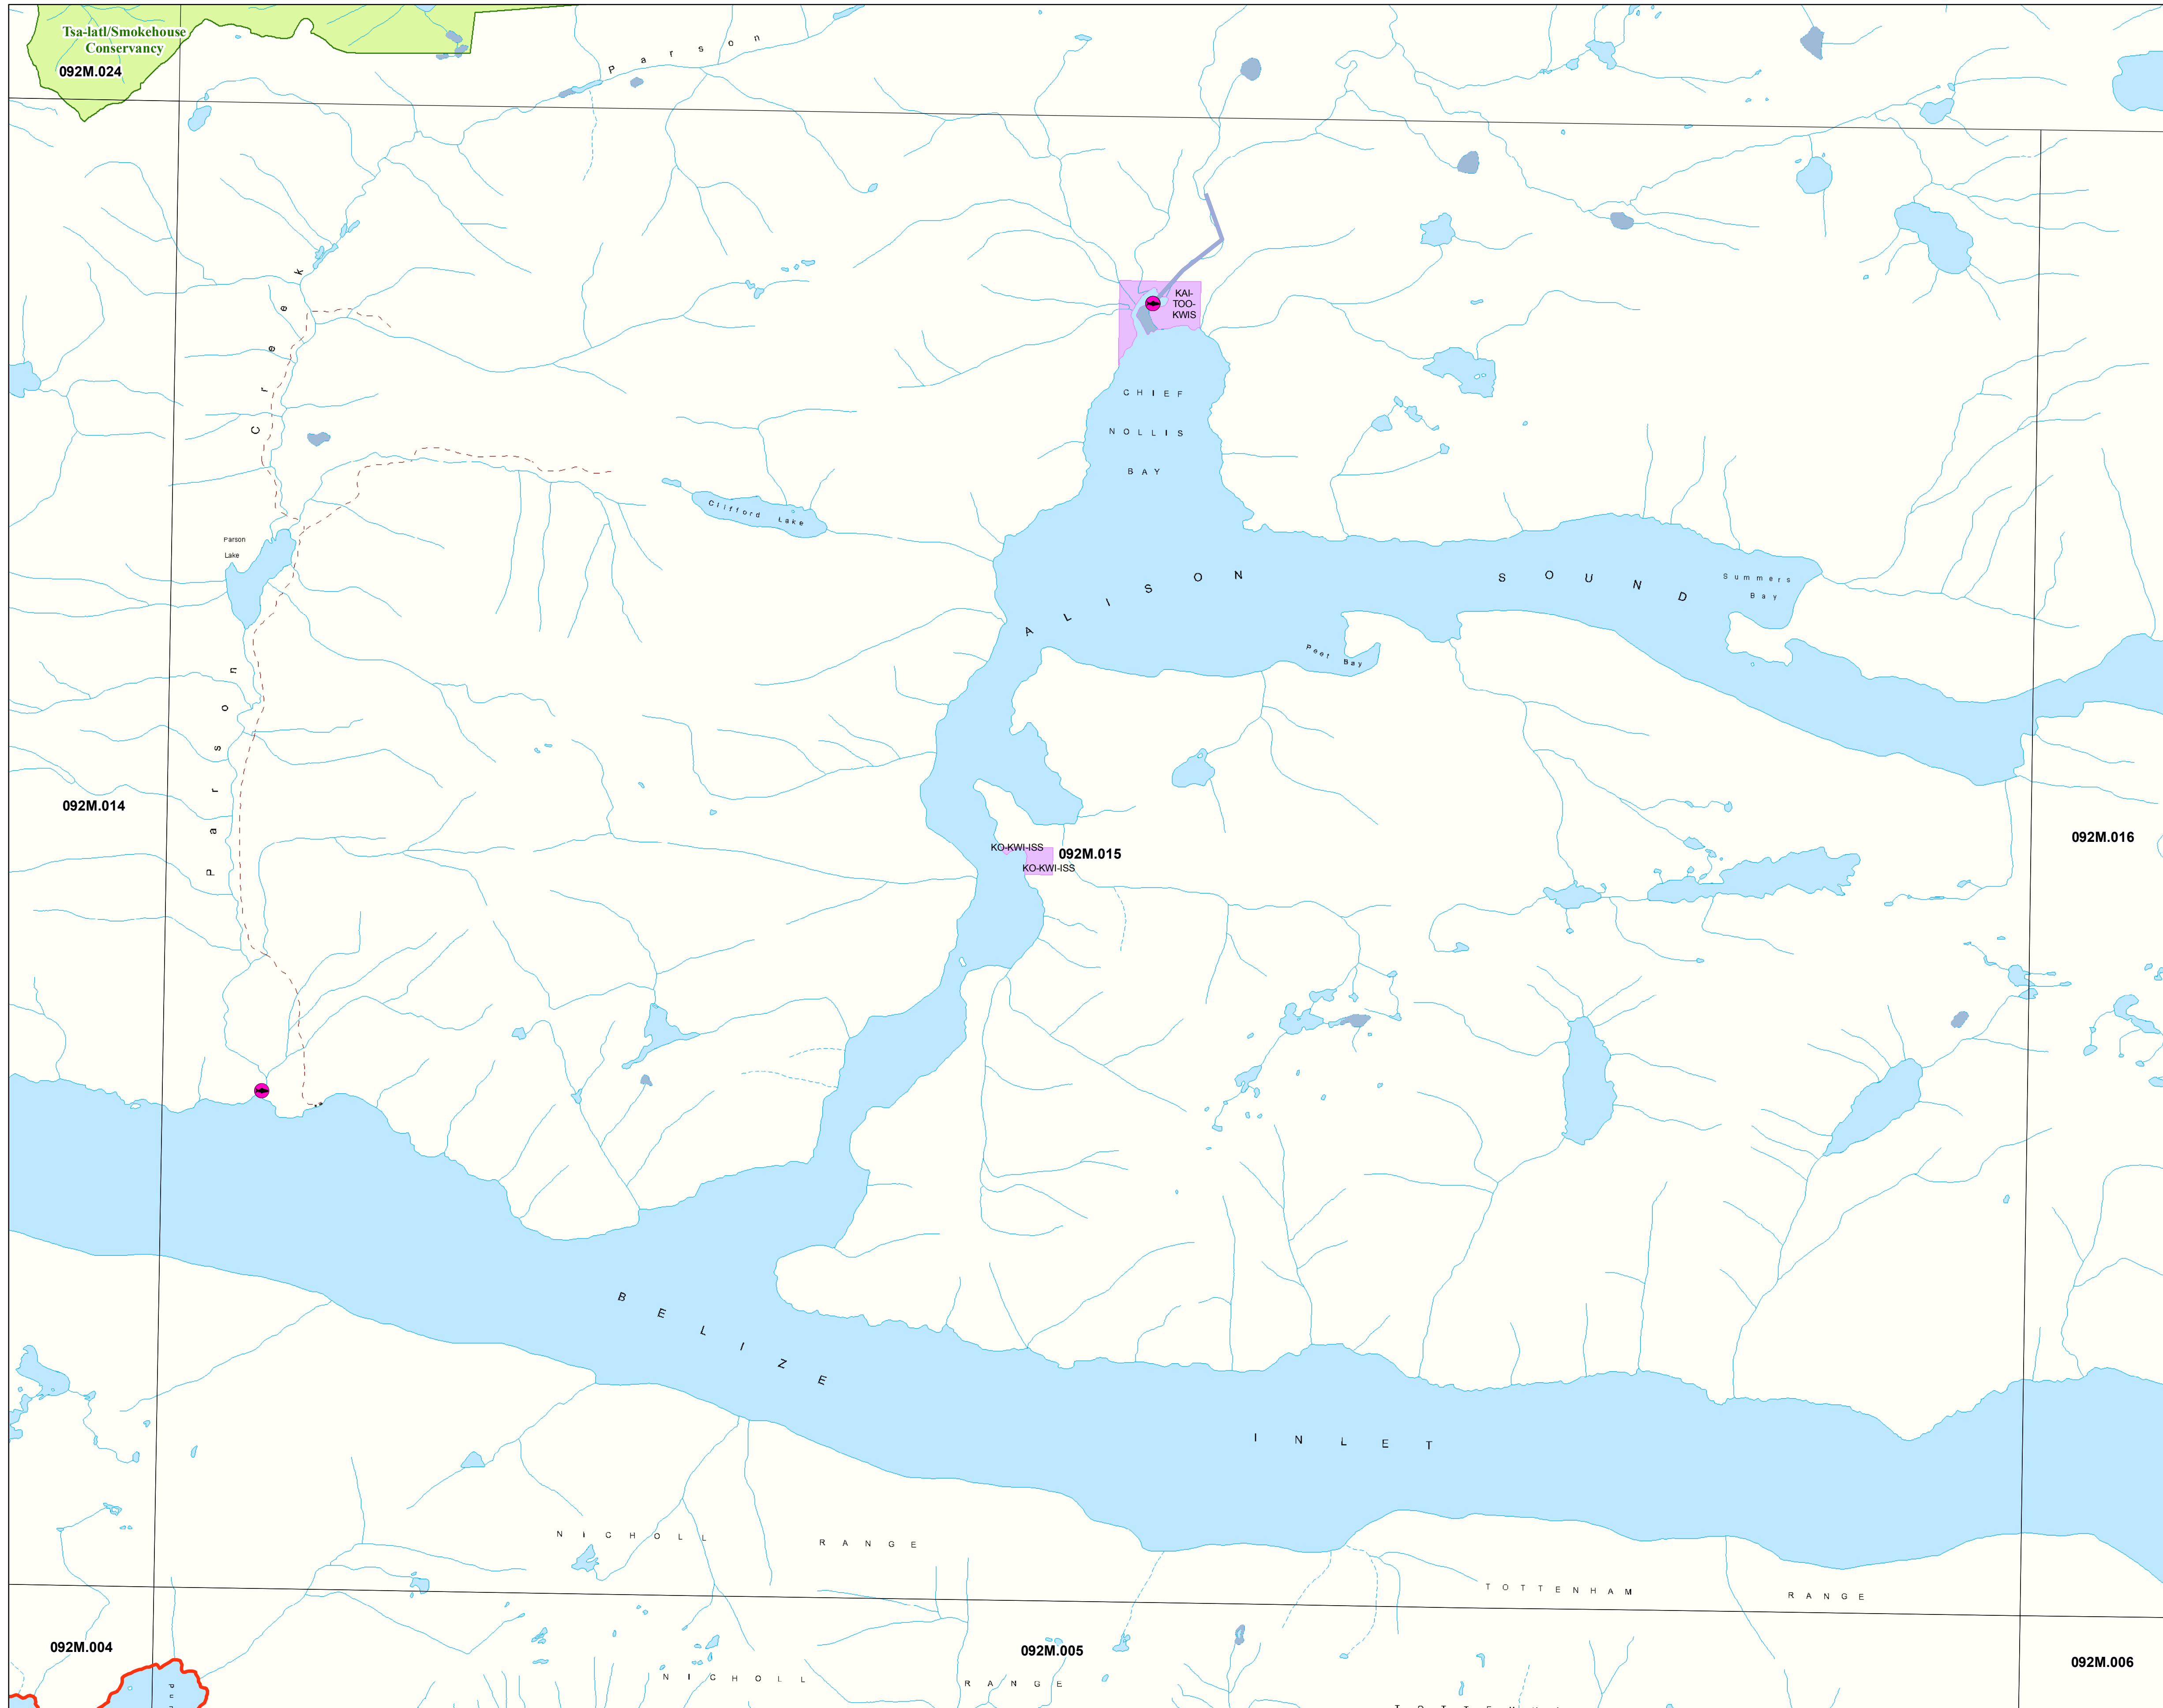 Tsa-latl/Smokehouse
Conservancy
092M.024
Parson
Creek
KAI-
TOO-
KWIS
CHIEF
NOLLIS
BAY
Clifford Lake
Parson
Lake
ALISON SOUND
Summers
Bay
Peet Bay
Parson
092M.014
092M.016
KO-KWI-ISS
092M.015
KO-KWI-ISS
BELIZE
INLET
NICHOLL RANGE
TOTTENHAM RANGE
092M.004
092M.005
092M.006
NICHOLL RANGE